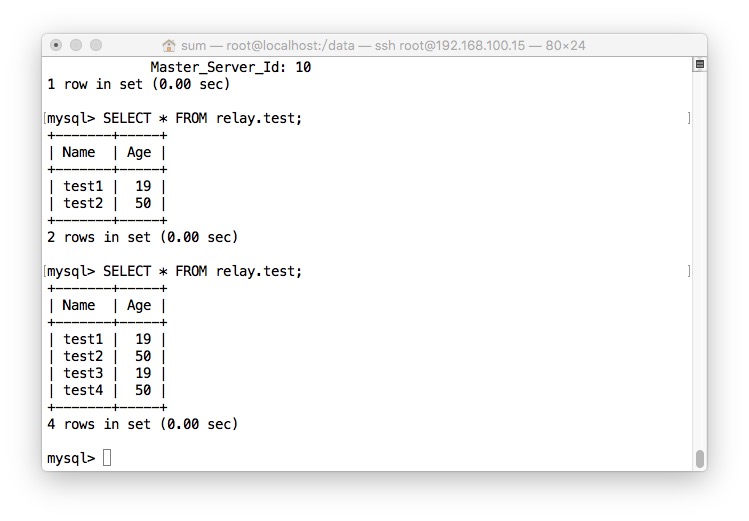 sum — root@localhost:/data — ssh root@192.168.100.15 — 80×24
Master_Server_Id: 10
1 row in set (0.00 sec)
[mysql> SELECT * FROM relay.test; ]
+-------+-----+
| Name  | Age |
+-------+-----+
| test1 |  19 |
| test2 |  50 |
+-------+-----+
2 rows in set (0.00 sec)
[mysql> SELECT * FROM relay.test; ]
+-------+-----+
| Name  | Age |
+-------+-----+
| test1 |  19 |
| test2 |  50 |
| test3 |  19 |
| test4 |  50 |
+-------+-----+
4 rows in set (0.00 sec)
mysql>